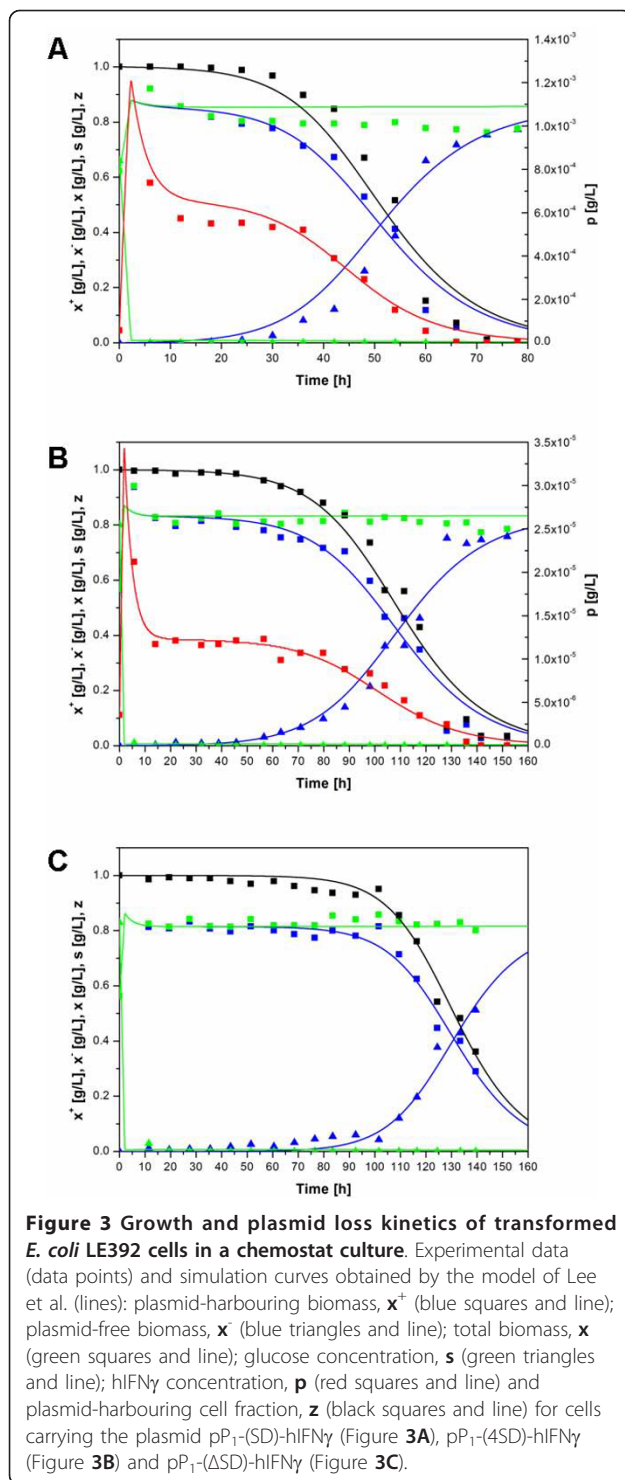 A
x⁺ [g/L], x⁻ [g/L], x [g/L], s [g/L], z
1.0
0.8
0.6
0.4
0.2
0.0
1.4x10⁻³
1.2x10⁻³
1.0x10⁻³
8.0x10⁻⁴
6.0x10⁻⁴
4.0x10⁻⁴
2.0x10⁻⁴
0.0
p [g/L]
0 10 20 30 40 50 60 70 80
Time [h]
B
x⁺ [g/L], x⁻ [g/L], x [g/L], s [g/L], z
1.0
0.8
0.6
0.4
0.2
0.0
3.5x10⁻⁵
3.0x10⁻⁵
2.5x10⁻⁵
2.0x10⁻⁵
1.5x10⁻⁵
1.0x10⁻⁵
5.0x10⁻⁶
0.0
p [g/L]
0 10 20 30 40 50 60 70 80 90 100 110 120 130 140 150 160
Time [h]
C
x⁺ [g/L], x⁻ [g/L], x [g/L], s [g/L], z
1.0
0.8
0.6
0.4
0.2
0.0
0 10 20 30 40 50 60 70 80 90 100 110 120 130 140 150 160
Time [h]
Figure 3 Growth and plasmid loss kinetics of transformed
E. coli LE392 cells in a chemostat culture. Experimental data
(data points) and simulation curves obtained by the model of Lee
et al. (lines): plasmid-harbouring biomass, x⁺ (blue squares and line);
plasmid-free biomass, x⁻ (blue triangles and line); total biomass, x
(green squares and line); glucose concentration, s (green triangles
and line); hIFNγ concentration, p (red squares and line) and
plasmid-harbouring cell fraction, z (black squares and line) for cells
carrying the plasmid pP₁-(SD)-hIFNγ (Figure 3A), pP₁-(4SD)-hIFNγ
(Figure 3B) and pP₁-(ΔSD)-hIFNγ (Figure 3C).